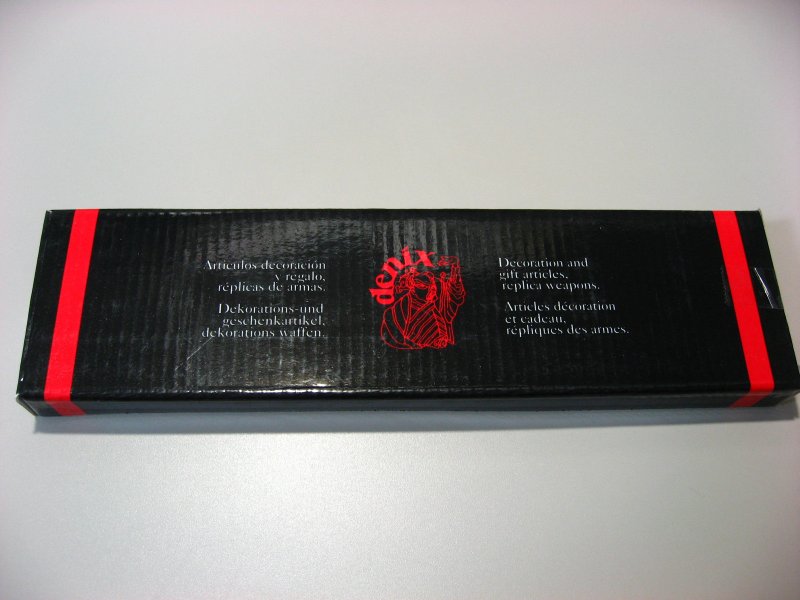 Artículos decoración
y regalo,
réplicas de armas.
Dekorations-und
geschenkartikel,
dekorations waffen.
denix
Decoration and
gift articles,
replica weapons.
Articles décoration
et cadeau,
répliques des armes.